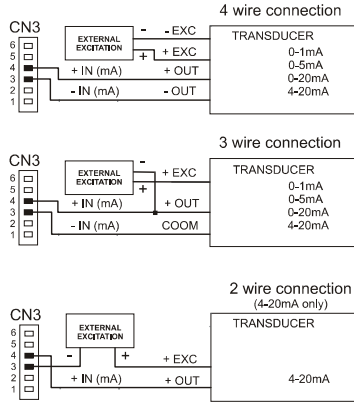 4 wire connection
CN3
6
5
4
3
2
1
EXTERNAL
EXCITATION
-
+
- EXC
+ EXC
+ IN (mA)
+ OUT
- IN (mA)
- OUT
TRANSDUCER
0-1mA
0-5mA
0-20mA
4-20mA
3 wire connection
CN3
6
5
4
3
2
1
EXTERNAL
EXCITATION
-
+
+ EXC
+ IN (mA)
+ OUT
- IN (mA)
COOM
TRANSDUCER
0-1mA
0-5mA
0-20mA
4-20mA
2 wire connection
(4-20mA only)
CN3
6
5
4
3
2
1
EXTERNAL
EXCITATION
-
+
+ EXC
+ IN (mA)
+ OUT
TRANSDUCER
4-20mA